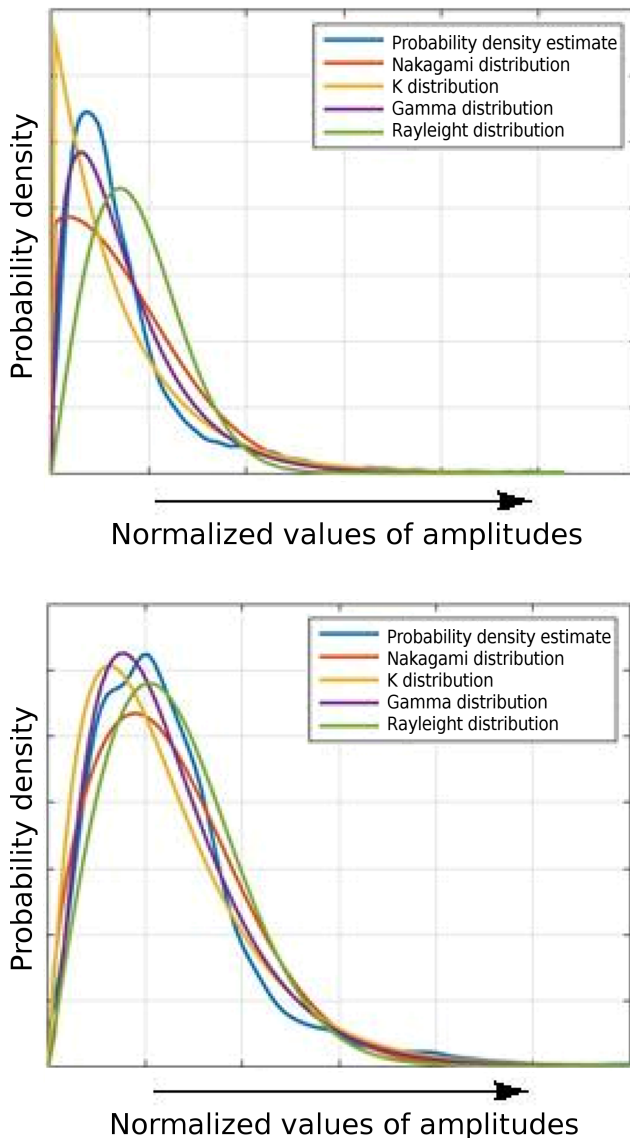 Probability density estimate
Nakagami distribution
K distribution
Gamma distribution
Rayleight distribution
Probability density
Normalized values of amplitudes
Probability density estimate
Nakagami distribution
K distribution
Gamma distribution
Rayleight distribution
Probability density
Normalized values of amplitudes